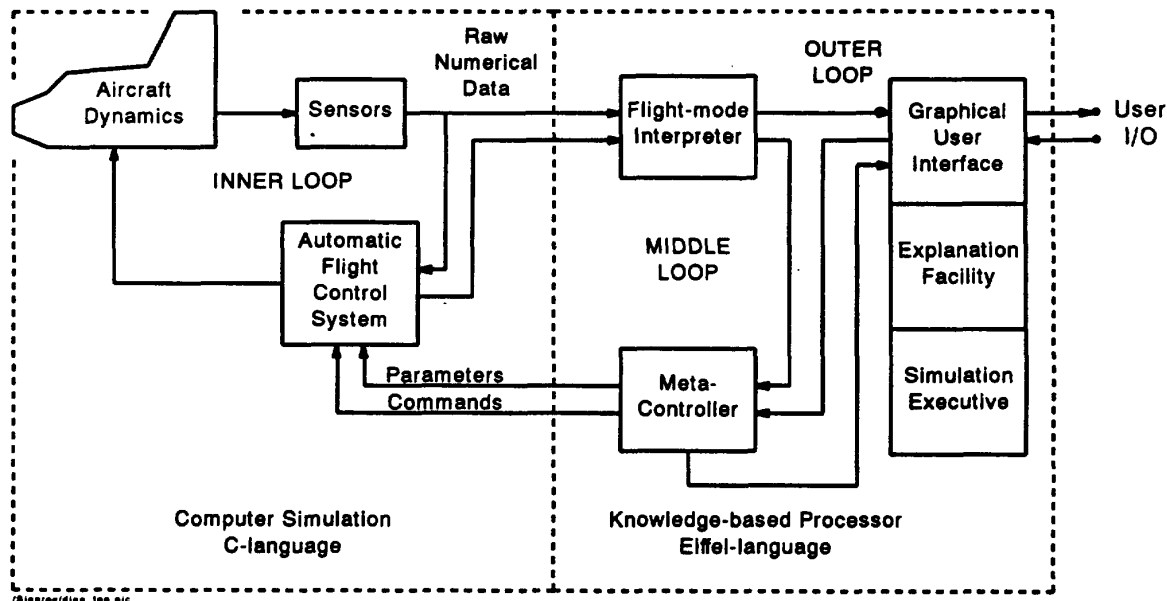 Raw
Numerical
Data
OUTER
LOOP
Aircraft
Dynamics
Sensors
Flight-mode
Interpreter
Graphical
User
Interface
User
I/O
INNER LOOP
Automatic
Flight
Control
System
MIDDLE
LOOP
Explanation
Facility
Parameters
Commands
Meta-
Controller
Simulation
Executive
Computer Simulation
C-language
Knowledge-based Processor
Eiffel-language